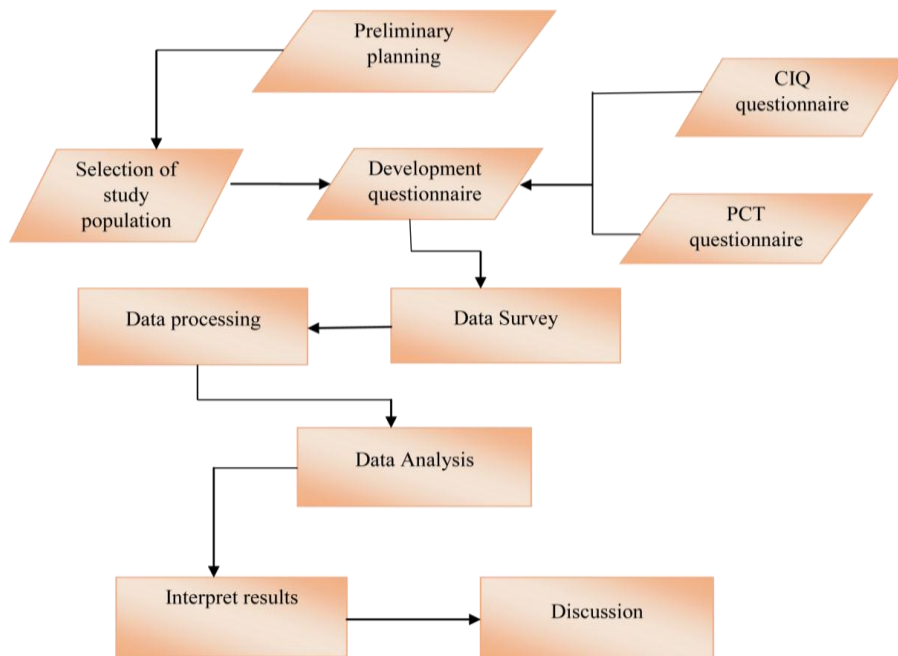 Preliminary
planning
CIQ
questionnaire
Selection of
study
population
Development
questionnaire
PCT
questionnaire
Data processing
Data Survey
Data Analysis
Interpret results
Discussion